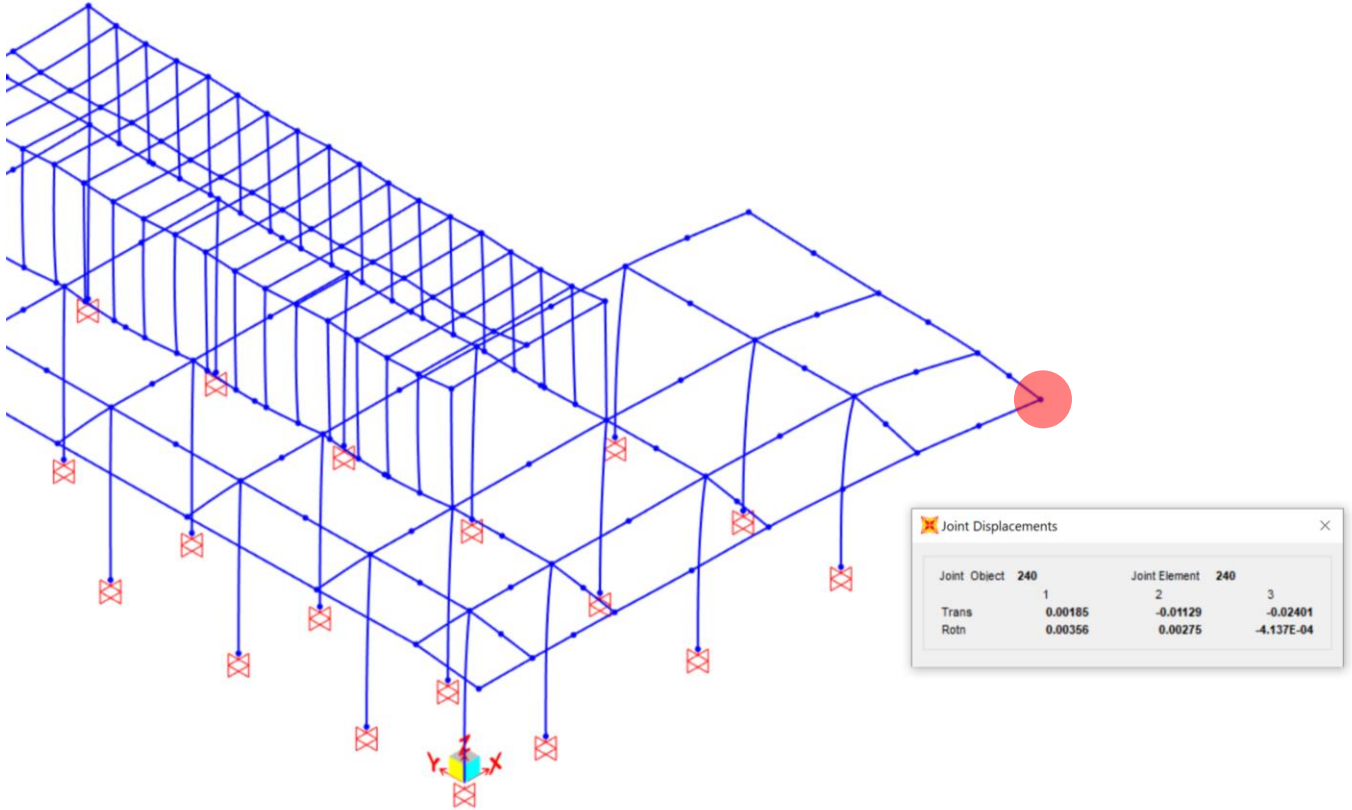 Joint Displacements
Joint Object 240 Joint Element 240
1 2 3
Trans 0.00185 -0.01129 -0.02401
Rotn 0.00356 0.00275 -4.137E-04
Z
Y X